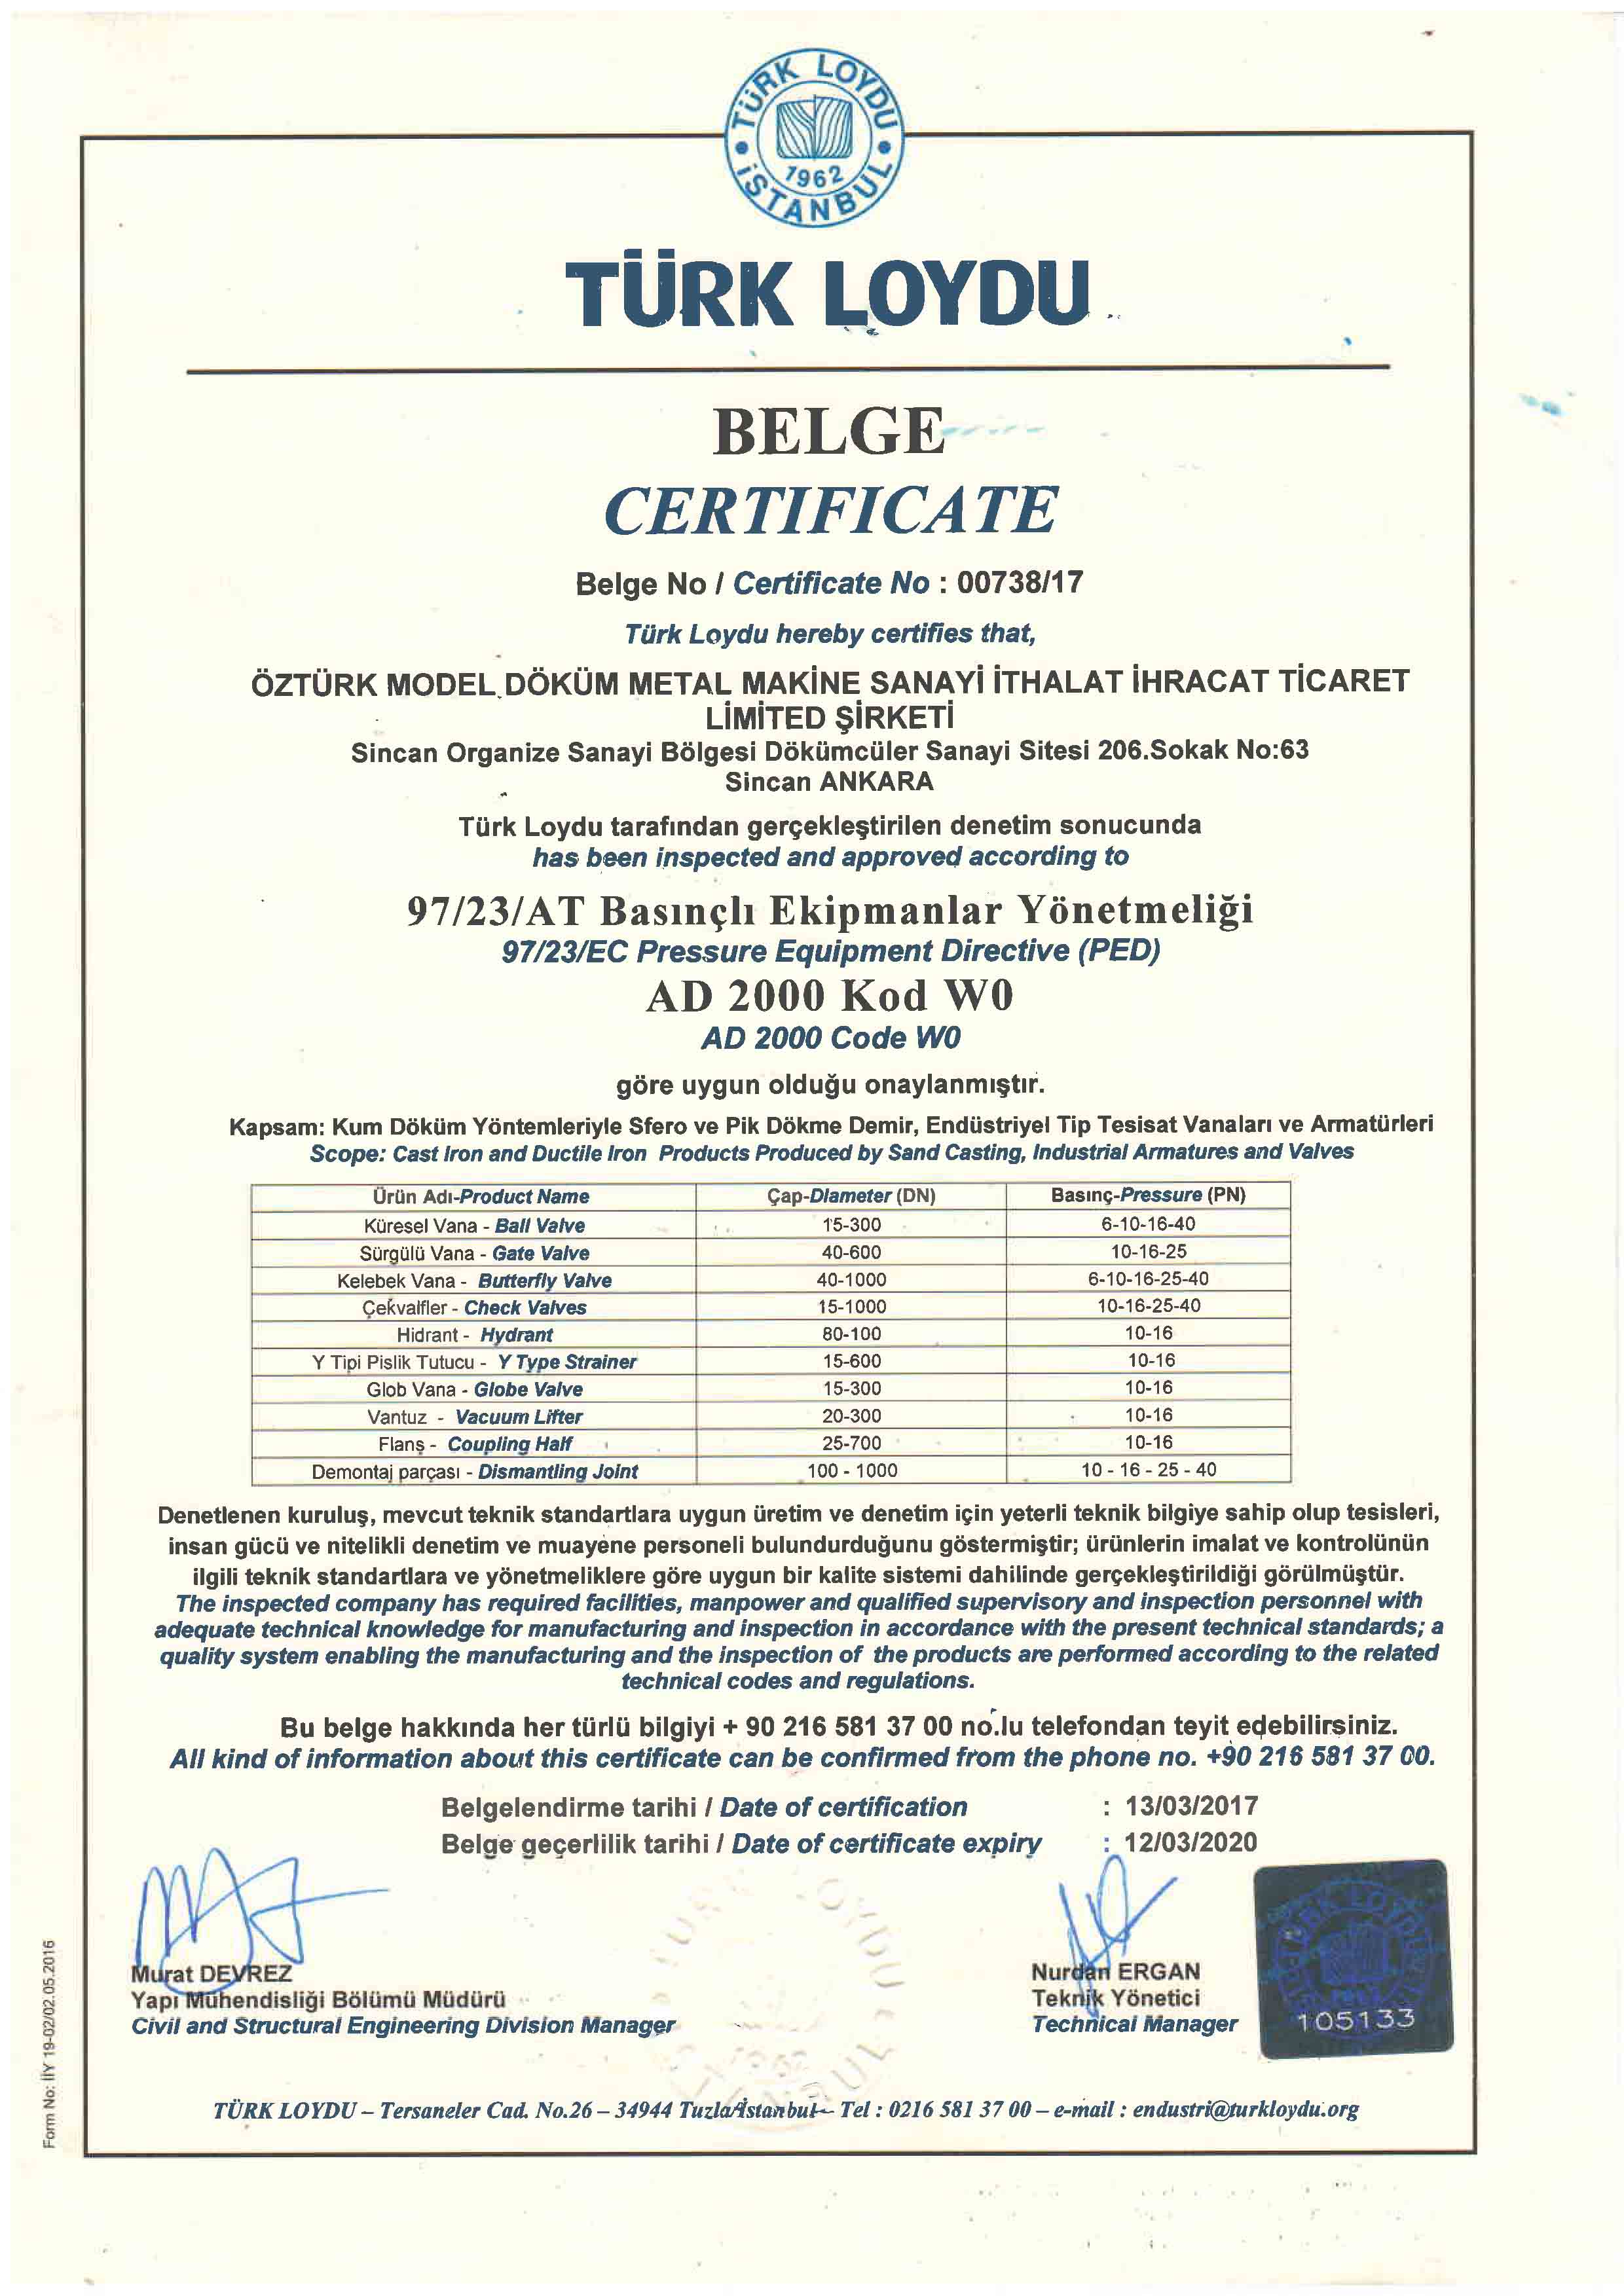 TÜRK LOYDU
1962
İSTANBUL
TÜRK LOYDU
BELGE
CERTIFICATE
Belge No / Certificate No : 00738/17
Türk Loydu hereby certifies that,
ÖZTÜRK MODEL DÖKÜM METAL MAKİNE SANAYİ İTHALAT İHRACAT TİCARET
LİMİTED ŞİRKETİ
Sincan Organize Sanayi Bölgesi Dökümcüler Sanayi Sitesi 206.Sokak No:63
Sincan ANKARA
Türk Loydu tarafından gerçekleştirilen denetim sonucunda
has been inspected and approved according to
97/23/AT Basınçlı Ekipmanlar Yönetmeliği
97/23/EC Pressure Equipment Directive (PED)
AD 2000 Kod W0
AD 2000 Code W0
göre uygun olduğu onaylanmıştır.
Kapsam: Kum Döküm Yöntemleriyle Sfero ve Pik Dökme Demir, Endüstriyel Tip Tesisat Vanaları ve Armatürleri
Scope: Cast Iron and Ductile Iron Products Produced by Sand Casting, Industrial Armatures and Valves
Ürün Adı-Product Name Çap-Diameter (DN) Basınç-Pressure (PN)
Küresel Vana - Ball Valve 15-300 6-10-16-40
Sürgülü Vana - Gate Valve 40-600 10-16-25
Kelebek Vana - Butterfly Valve 40-1000 6-10-16-25-40
Çekvalfler - Check Valves 15-1000 10-16-25-40
Hidrant - Hydrant 80-100 10-16
Y Tipi Pislik Tutucu - Y Type Strainer 15-600 10-16
Glob Vana - Globe Valve 15-300 10-16
Vantuz - Vacuum Lifter 20-300 10-16
Flanş - Coupling Half 25-700 10-16
Demontaj parçası - Dismantling Joint 100 - 1000 10 - 16 - 25 - 40
Denetlenen kuruluş, mevcut teknik standartlara uygun üretim ve denetim için yeterli teknik bilgiye sahip olup tesisleri,
insan gücü ve nitelikli denetim ve muayene personeli bulundurduğunu göstermiştir; ürünlerin imalat ve kontrolünün
ilgili teknik standartlara ve yönetmeliklere göre uygun bir kalite sistemi dahilinde gerçekleştirildiği görülmüştür.
The inspected company has required facilities, manpower and qualified supervisory and inspection personnel with
adequate technical knowledge for manufacturing and inspection in accordance with the present technical standards; a
quality system enabling the manufacturing and the inspection of the products are performed according to the related
technical codes and regulations.
Bu belge hakkında her türlü bilgiyi + 90 216 581 37 00 no.lu telefondan teyit edebilirsiniz.
All kind of information about this certificate can be confirmed from the phone no. +90 216 581 37 00.
Belgelendirme tarihi / Date of certification : 13/03/2017
Belge geçerlilik tarihi / Date of certificate expiry : 12/03/2020
Murat DEVREZ
Yapı Mühendisliği Bölümü Müdürü
Civil and Structural Engineering Division Manager
Nurdan ERGAN
Teknik Yönetici
Technical Manager
105133
TÜRK LOYDU
1962
İSTANBUL
TÜRK LOYDU – Tersaneler Cad. No.26 – 34944 Tuzla/İstanbul – Tel : 0216 581 37 00 – e-mail : endustri@turkloydu.org
Form No: İİY 19-02/02.05.2016